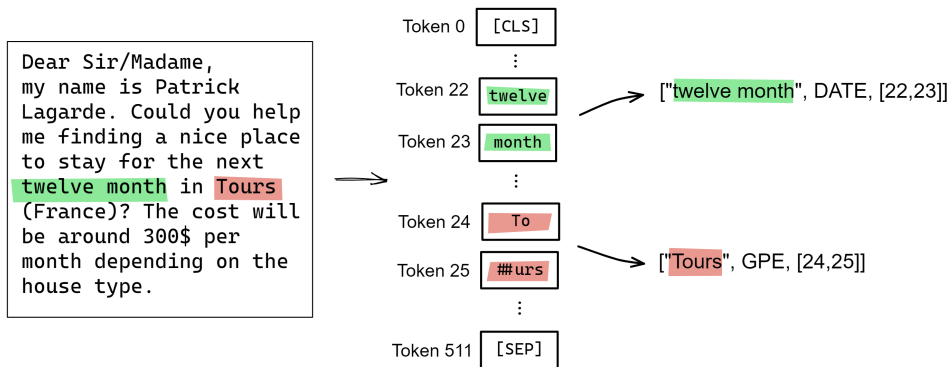 Dear Sir/Madame,
my name is Patrick
Lagarde. Could you help
me finding a nice place
to stay for the next
twelve month in Tours
(France)? The cost will
be around 300$ per
month depending on the
house type.
Token 0 [CLS]
⋮
Token 22 twelve
Token 23 month
⋮
Token 24 To
Token 25 ##urs
⋮
Token 511 [SEP]
["twelve month", DATE, [22,23]]
["Tours", GPE, [24,25]]